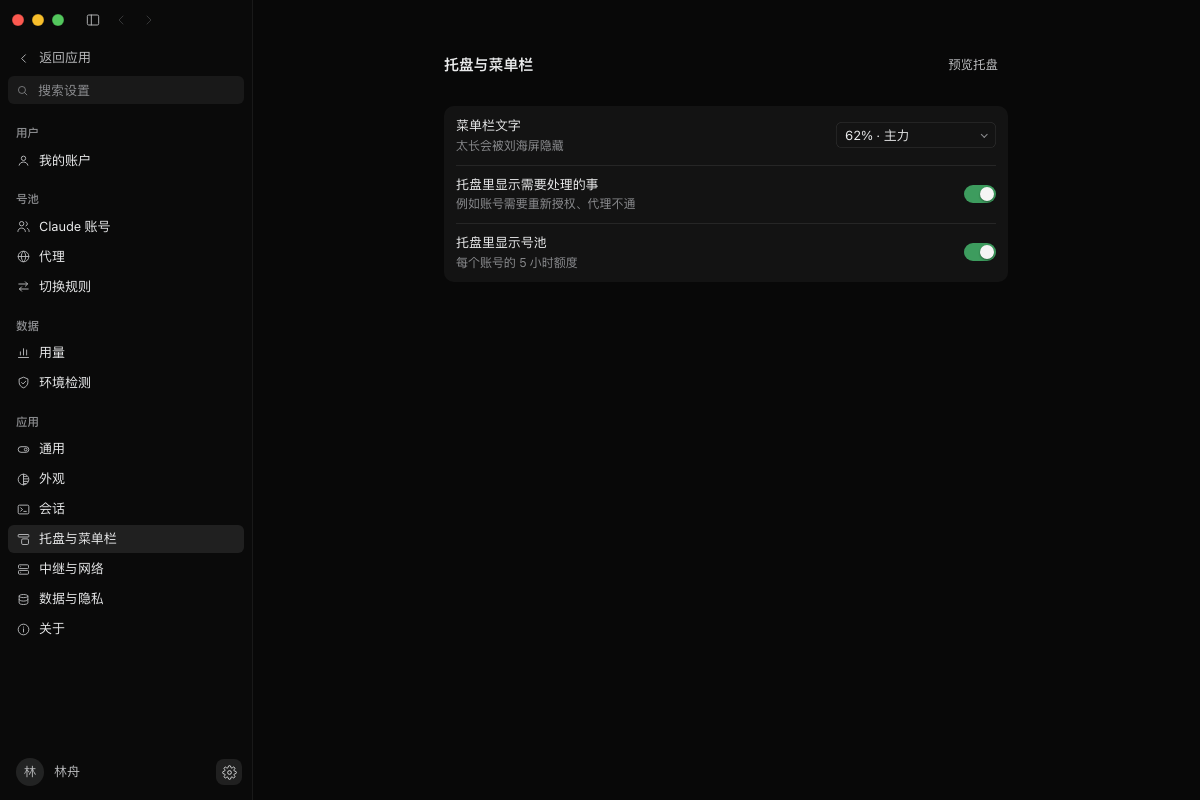 返回应用
搜索设置
用户
我的账户
号池
Claude 账号
代理
切换规则
数据
用量
环境检测
应用
通用
外观
会话
托盘与菜单栏
中继与网络
数据与隐私
关于
林
林舟
托盘与菜单栏
预览托盘
菜单栏文字
太长会被刘海屏隐藏
62% · 主力
托盘里显示需要处理的事
例如账号需要重新授权、代理不通
托盘里显示号池
每个账号的 5 小时额度